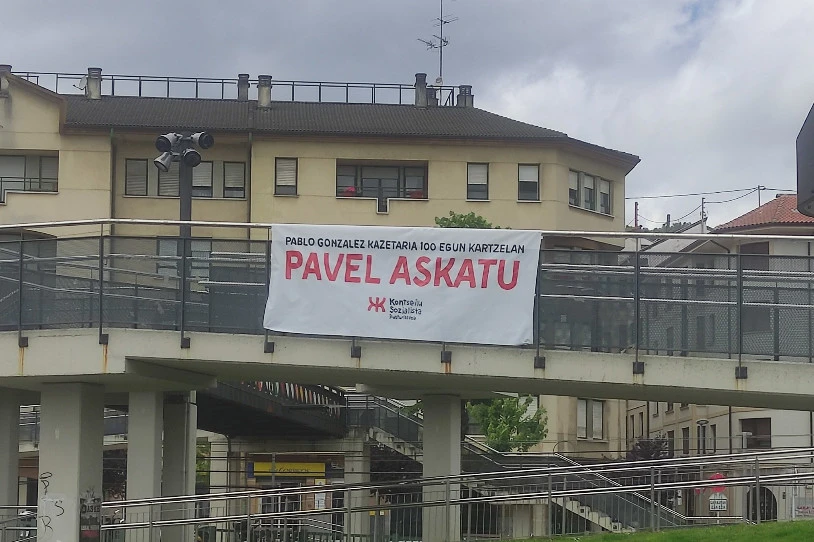 PABLO GONZALEZ KAZETARIA 100 EGUN KARTZELAN
PAVEL ASKATU
Kontseilu
Sozialista